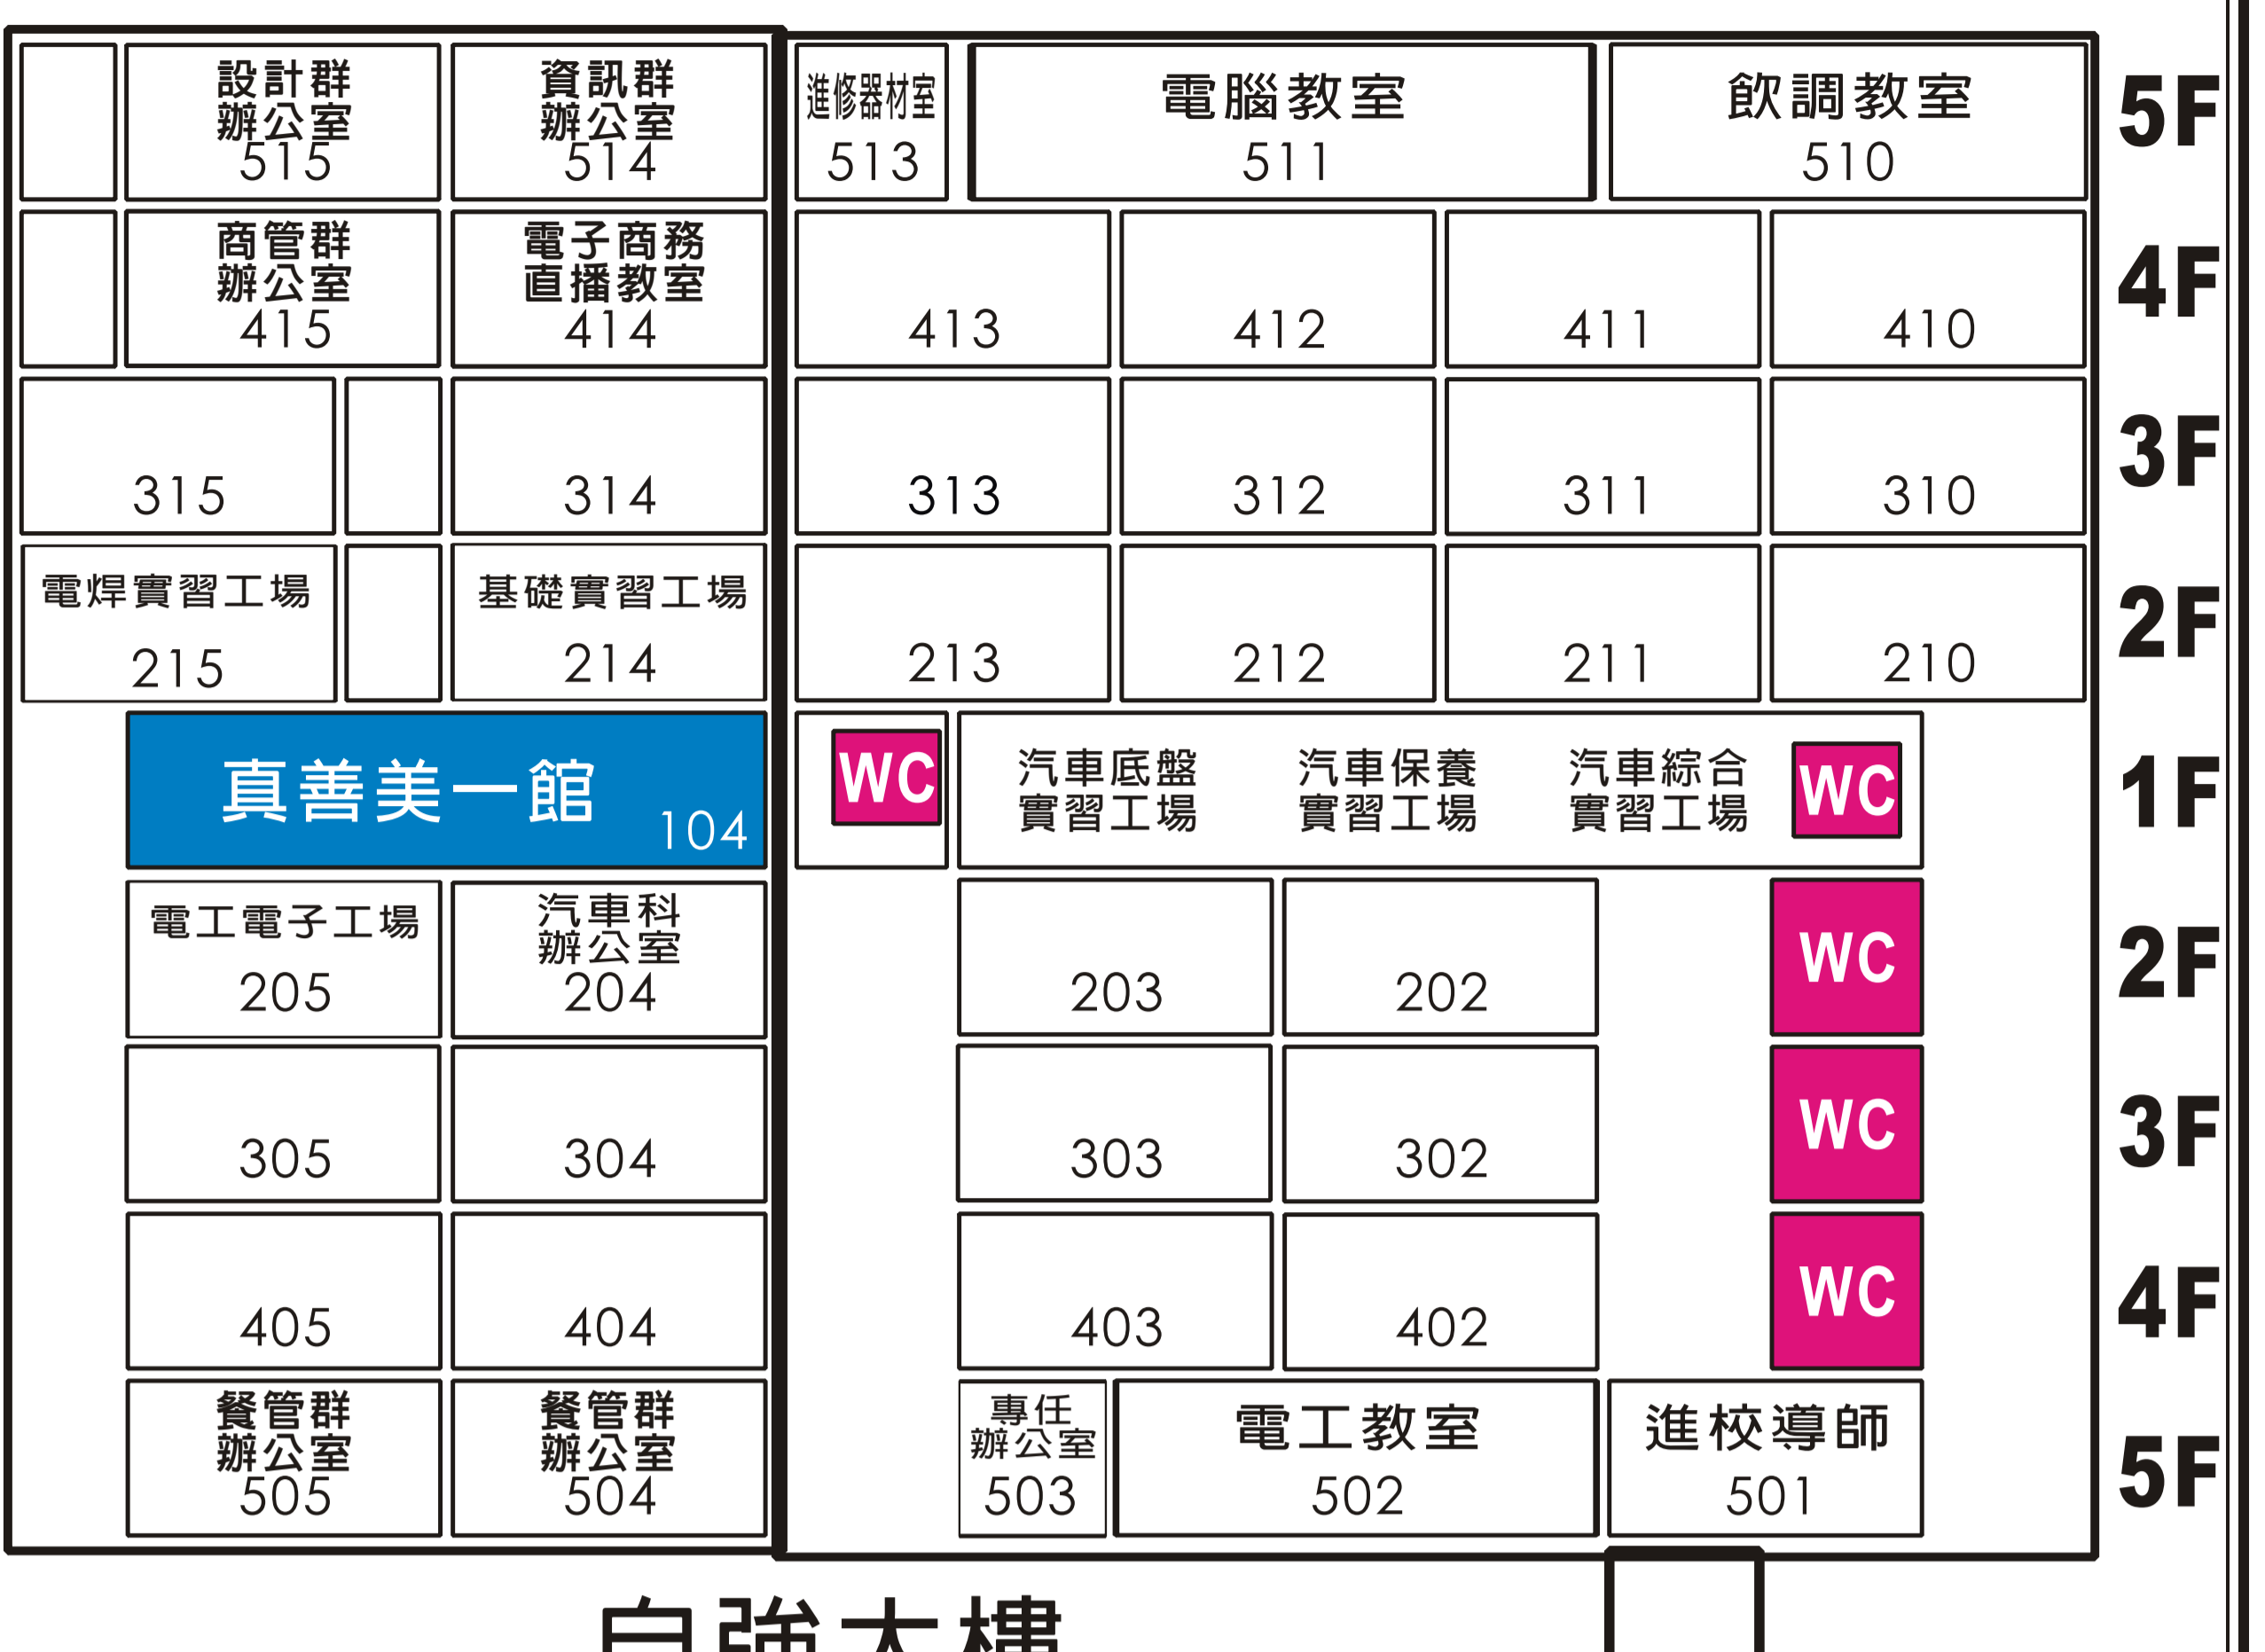 設計群
辦公室
515
資訊群
辦公室
514
進修器材室
513
電腦教室
511
飲調教室
510
5F
商管群
辦公室
415
電子商務
直播教室
414
413
412
411
410
4F
315
314
313
312
311
310
3F
電焊實習工場
215
基礎實習工場
214
213
212
211
210
2F
真善美一館
104
WC
汽車底盤
實習工場
汽車保養
實習工場
汽車綜合
實習工場
WC
1F
電工電子工場
205
汽車科
辦公室
204
203
202
WC
2F
305
304
303
302
WC
3F
405
404
403
402
WC
4F
餐管群
辦公室
505
餐管群
辦公室
504
專任
辦公室
503
電工教室
502
進校導師
501
5F
自強大樓